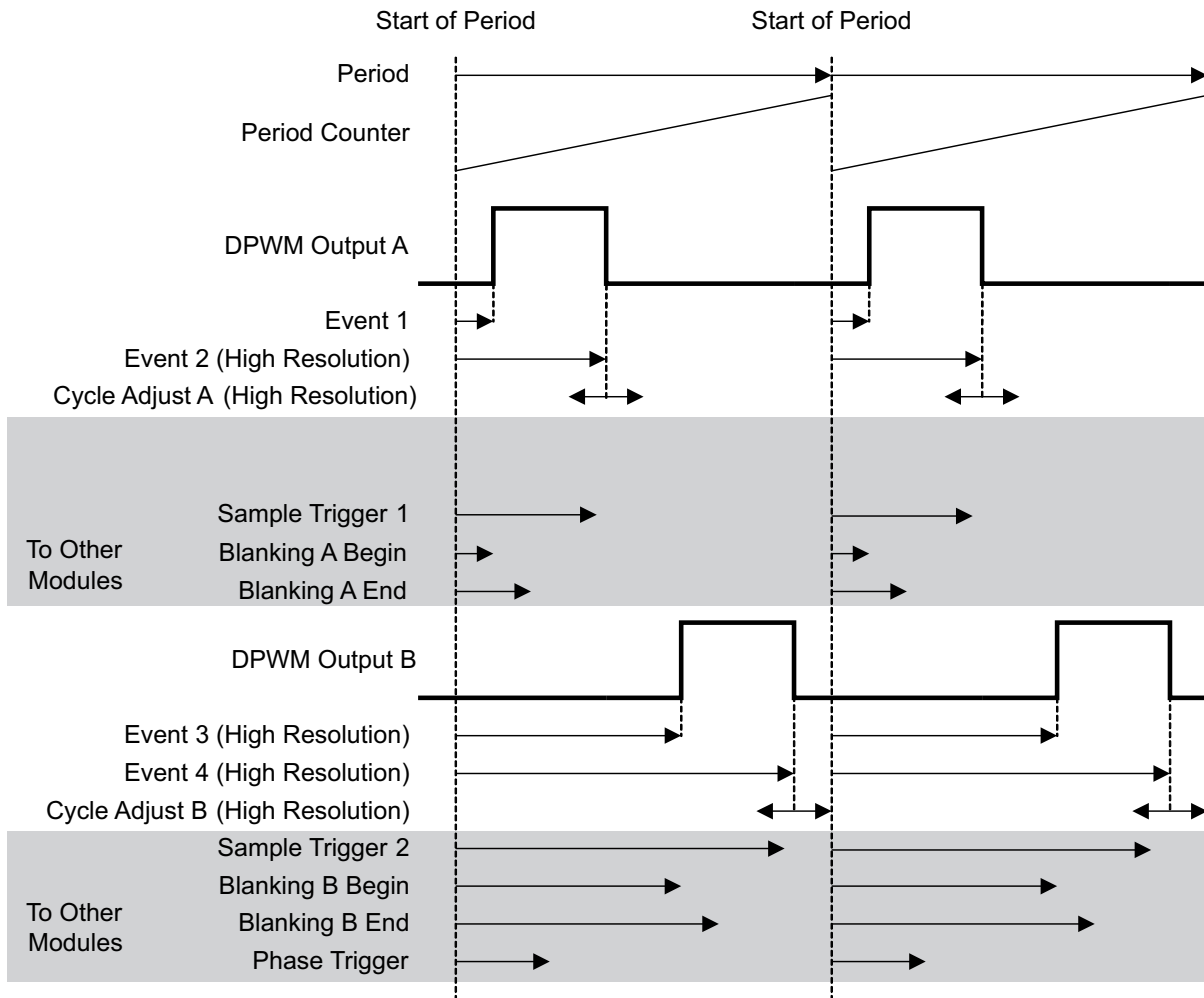 Start of Period
Start of Period
Period
Period Counter
DPWM Output A
Event 1
Event 2 (High Resolution)
Cycle Adjust A (High Resolution)
To Other
Modules
Sample Trigger 1
Blanking A Begin
Blanking A End
DPWM Output B
Event 3 (High Resolution)
Event 4 (High Resolution)
Cycle Adjust B (High Resolution)
To Other
Modules
Sample Trigger 2
Blanking B Begin
Blanking B End
Phase Trigger